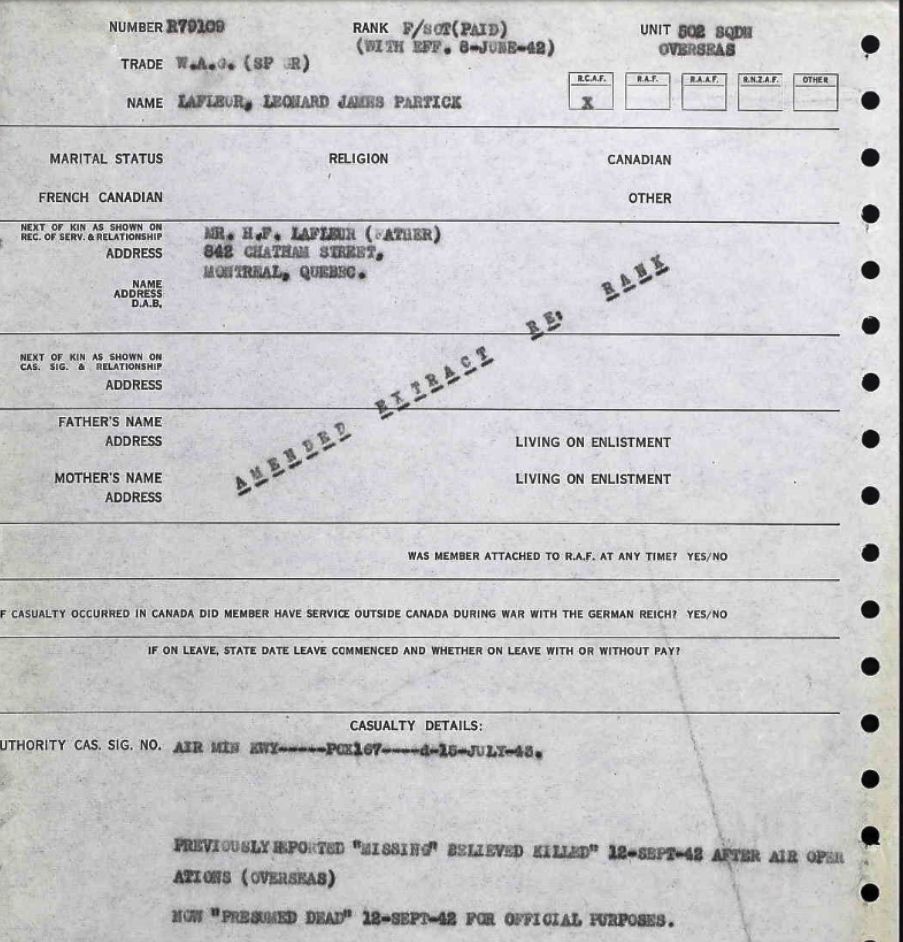 NUMBER R79109
RANK F/SGT(PAID)
(WITH EFF. 8-JUNE-42)
UNIT 502 SQDN
OVERSEAS
TRADE W.A.G. (SP R)
R.C.A.F. R.A.F. R.A.A.F. R.N.Z.A.F. OTHER
X
NAME LAFLEUR, LEONARD JAMES PARTICK
MARITAL STATUS RELIGION CANADIAN
FRENCH CANADIAN OTHER
NEXT OF KIN AS SHOWN ON
REC. OF SERV. & RELATIONSHIP
MR. H.F. LAFLEUR (FATHER)
ADDRESS 842 CHATHAM STREET,
MONTREAL, QUEBEC.
NAME
ADDRESS
D.A.B.
AMENDED EXTRACT RE: RANK
NEXT OF KIN AS SHOWN ON
CAS. SIG. & RELATIONSHIP
ADDRESS
FATHER'S NAME
ADDRESS LIVING ON ENLISTMENT
MOTHER'S NAME LIVING ON ENLISTMENT
ADDRESS
WAS MEMBER ATTACHED TO R.A.F. AT ANY TIME? YES/NO
F CASUALTY OCCURRED IN CANADA DID MEMBER HAVE SERVICE OUTSIDE CANADA DURING WAR WITH THE GERMAN REICH? YES/NO
IF ON LEAVE, STATE DATE LEAVE COMMENCED AND WHETHER ON LEAVE WITH OR WITHOUT PAY?
CASUALTY DETAILS:
UTHORITY CAS. SIG. NO. AIR MIN KWY-----PCX167----d-15-JULY-43.
PREVIOUSLY REPORTED "MISSING" BELIEVED KILLED" 12-SEPT-42 AFTER AIR OPER
ATIONS (OVERSEAS)
NOW "PRESUMED DEAD" 12-SEPT-42 FOR OFFICIAL PURPOSES.